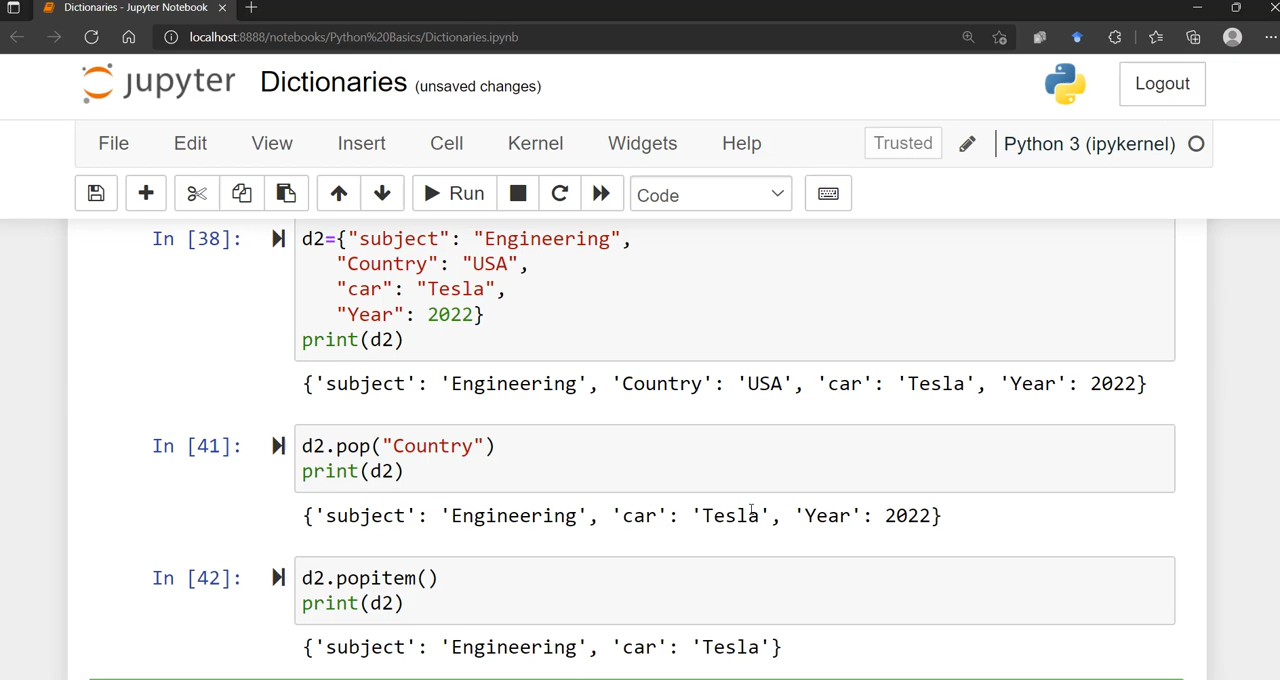 Dictionaries - Jupyter Notebook
localhost:8888/notebooks/Python%20Basics/Dictionaries.ipynb
jupyter Dictionaries (unsaved changes) Logout
File Edit View Insert Cell Kernel Widgets Help Trusted Python 3 (ipykernel)
Run Code
In [38]: d2={"subject": "Engineering",
"Country": "USA",
"car": "Tesla",
"Year": 2022}
print(d2)
{'subject': 'Engineering', 'Country': 'USA', 'car': 'Tesla', 'Year': 2022}
In [41]: d2.pop("Country")
print(d2)
{'subject': 'Engineering', 'car': 'Tesla', 'Year': 2022}
In [42]: d2.popitem()
print(d2)
{'subject': 'Engineering', 'car': 'Tesla'}